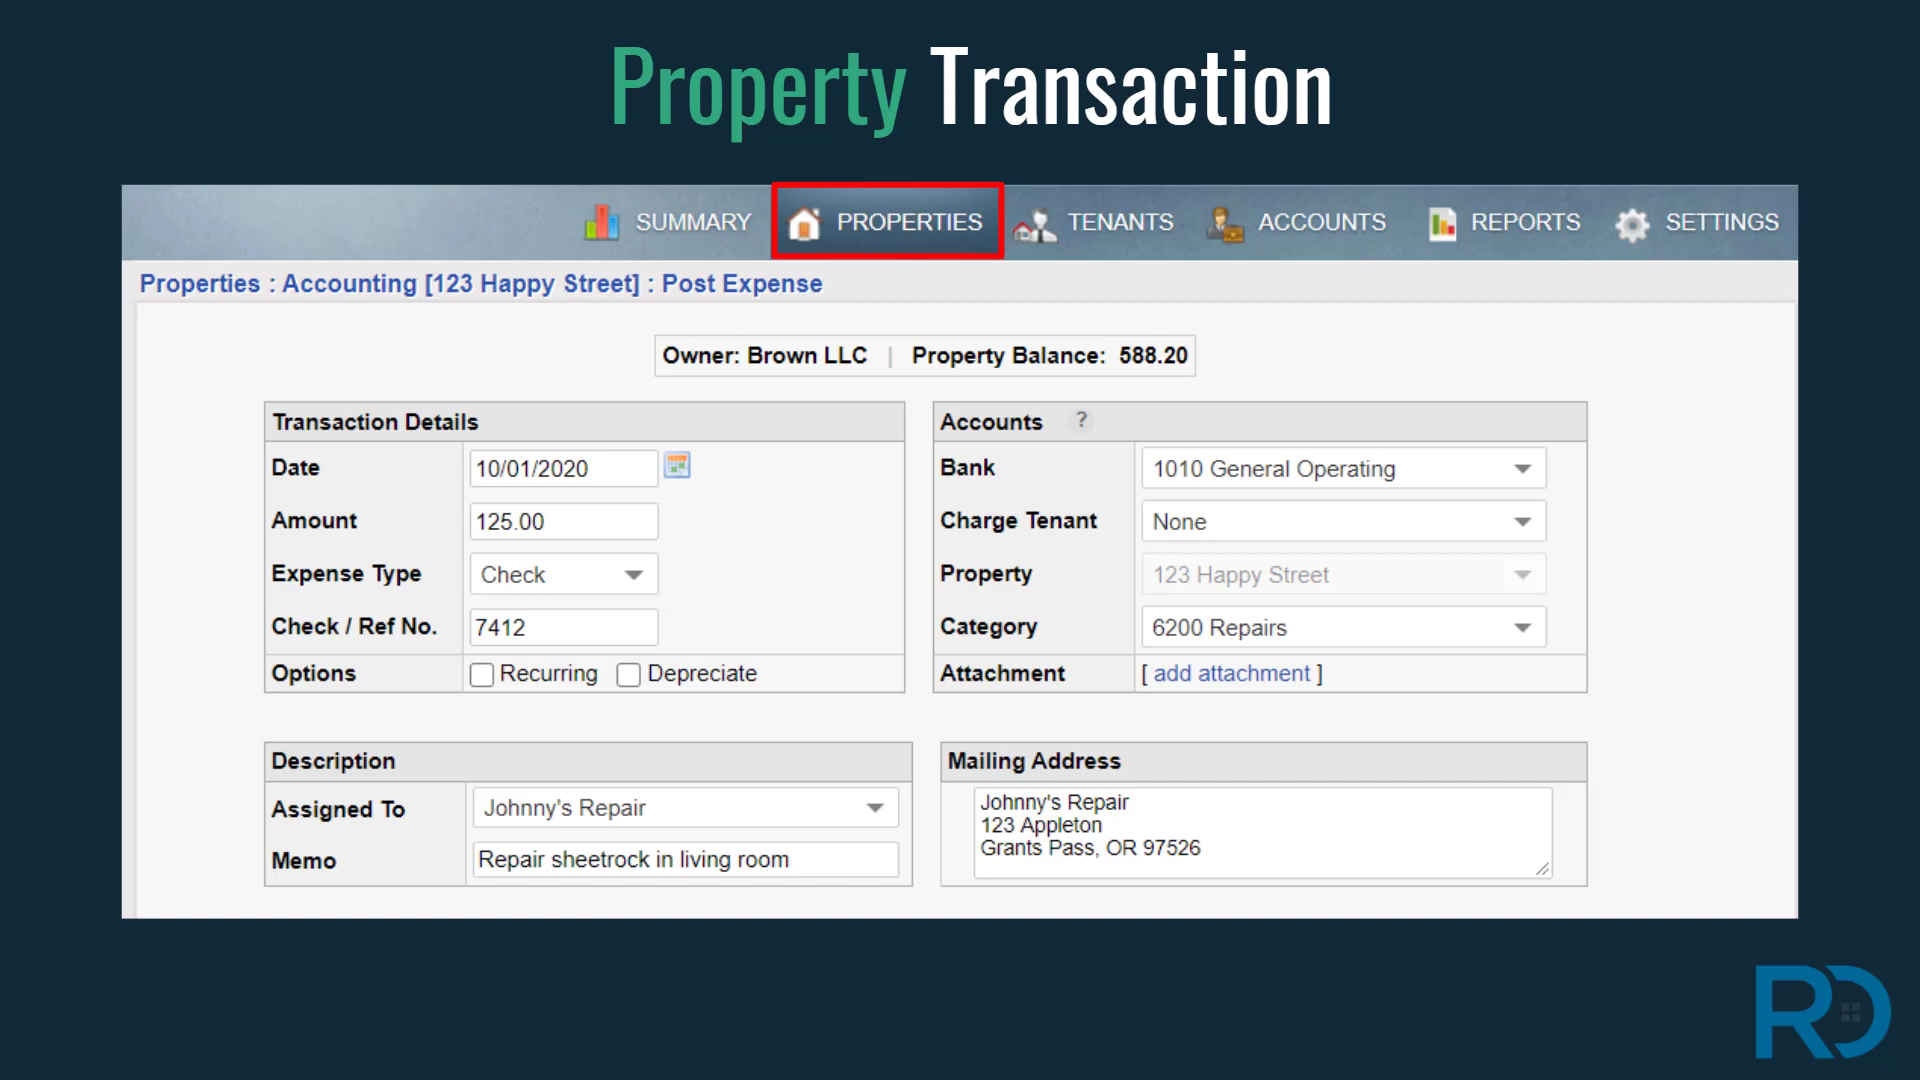 Property Transaction
SUMMARY PROPERTIES TENANTS ACCOUNTS REPORTS SETTINGS
Properties : Accounting [123 Happy Street] : Post Expense
Owner: Brown LLC | Property Balance: 588.20
Transaction Details
Date 10/01/2020
Amount 125.00
Expense Type Check
Check / Ref No. 7412
Options Recurring Depreciate
Accounts ?
Bank 1010 General Operating
Charge Tenant None
Property 123 Happy Street
Category 6200 Repairs
Attachment [ add attachment ]
Description
Assigned To Johnny's Repair
Memo Repair sheetrock in living room
Mailing Address
Johnny's Repair
123 Appleton
Grants Pass, OR 97526
RD